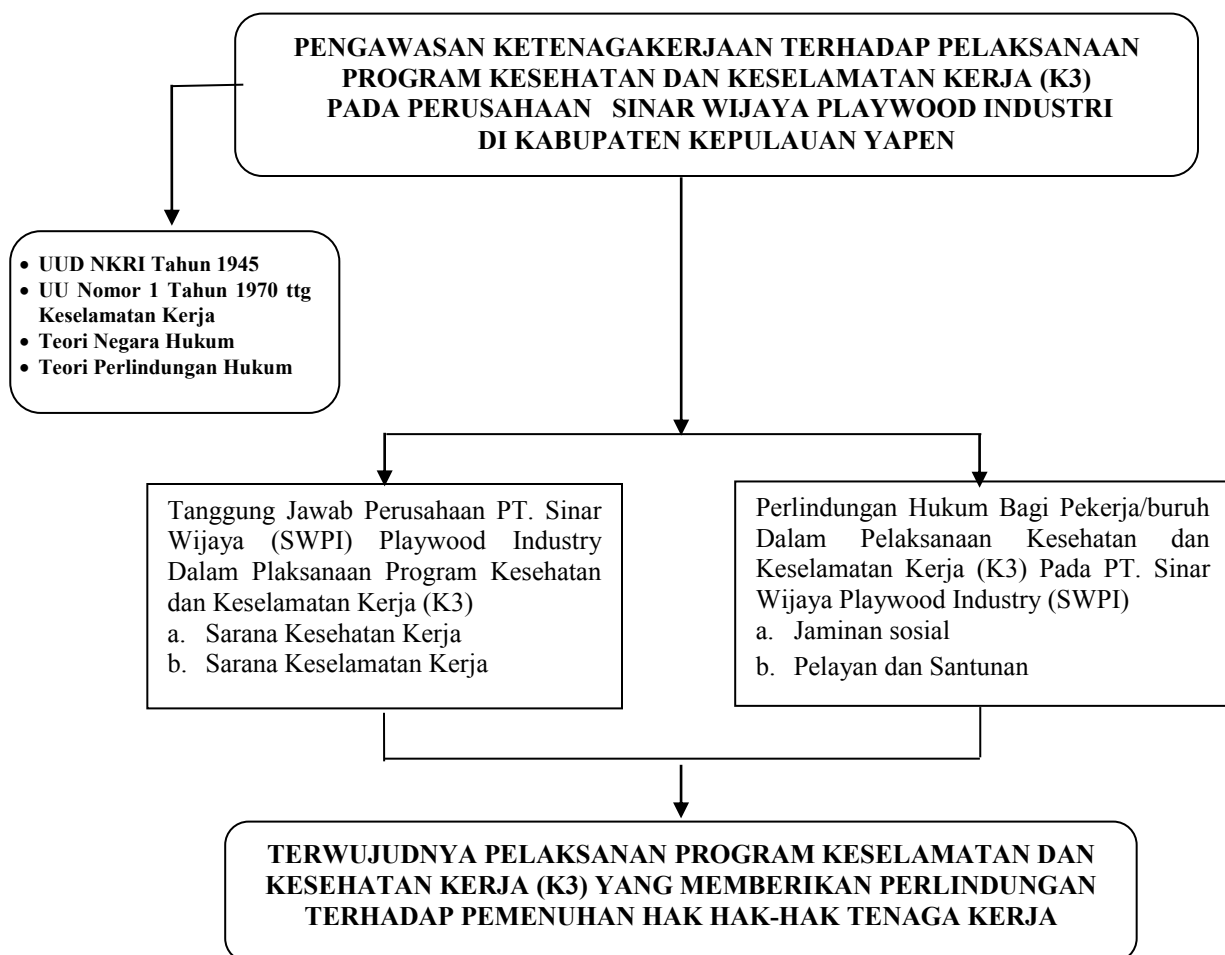 PENGAWASAN KETENAGAKERJAAN TERHADAP PELAKSANAAN
PROGRAM KESEHATAN DAN KESELAMATAN KERJA (K3)
PADA PERUSAHAAN SINAR WIJAYA PLAYWOOD INDUSTRI
DI KABUPATEN KEPULAUAN YAPEN
• UUD NKRI Tahun 1945
• UU Nomor 1 Tahun 1970 ttg
Keselamatan Kerja
• Teori Negara Hukum
• Teori Perlindungan Hukum
Tanggung Jawab Perusahaan PT. Sinar
Wijaya (SWPI) Playwood Industry
Dalam Plaksanaan Program Kesehatan
dan Keselamatan Kerja (K3)
a. Sarana Kesehatan Kerja
b. Sarana Keselamatan Kerja
Perlindungan Hukum Bagi Pekerja/buruh
Dalam Pelaksanaan Kesehatan dan
Keselamatan Kerja (K3) Pada PT. Sinar
Wijaya Playwood Industry (SWPI)
a. Jaminan sosial
b. Pelayan dan Santunan
TERWUJUDNYA PELAKSANAN PROGRAM KESELAMATAN DAN
KESEHATAN KERJA (K3) YANG MEMBERIKAN PERLINDUNGAN
TERHADAP PEMENUHAN HAK HAK-HAK TENAGA KERJA